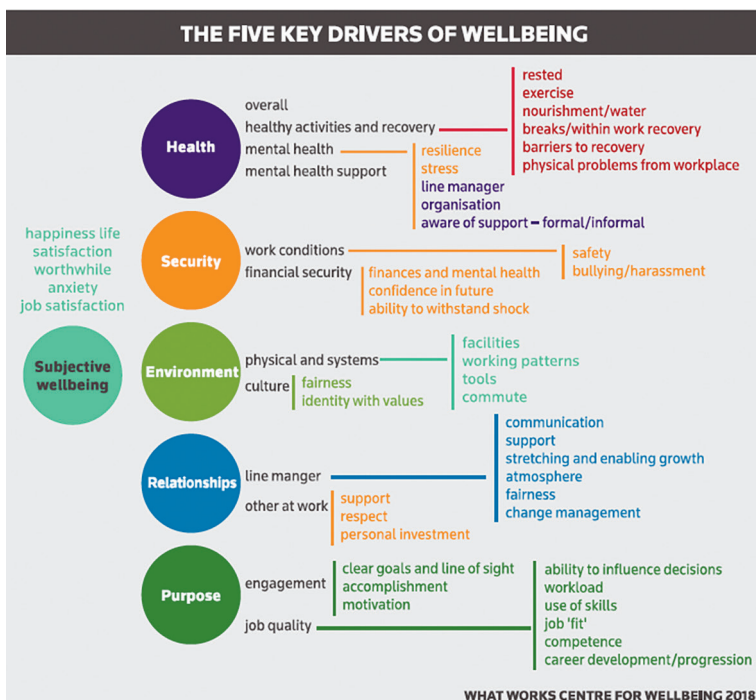 THE FIVE KEY DRIVERS OF WELLBEING
happiness life
satisfaction
worthwhile
anxiety
job satisfaction
Subjective
wellbeing
Health
overall
healthy activities and recovery
mental health
mental health support
rested
exercise
nourishment/water
breaks/within work recovery
barriers to recovery
physical problems from workplace
resilience
stress
line manager
organisation
aware of support – formal/informal
Security
work conditions
financial security
safety
bullying/harassment
finances and mental health
confidence in future
ability to withstand shock
Environment
physical and systems
culture
facilities
working patterns
tools
commute
fairness
identity with values
Relationships
line manger
other at work
communication
support
stretching and enabling growth
atmosphere
fairness
change management
support
respect
personal investment
Purpose
engagement
job quality
clear goals and line of sight
accomplishment
motivation
ability to influence decisions
workload
use of skills
job 'fit'
competence
career development/progression
WHAT WORKS CENTRE FOR WELLBEING 2018